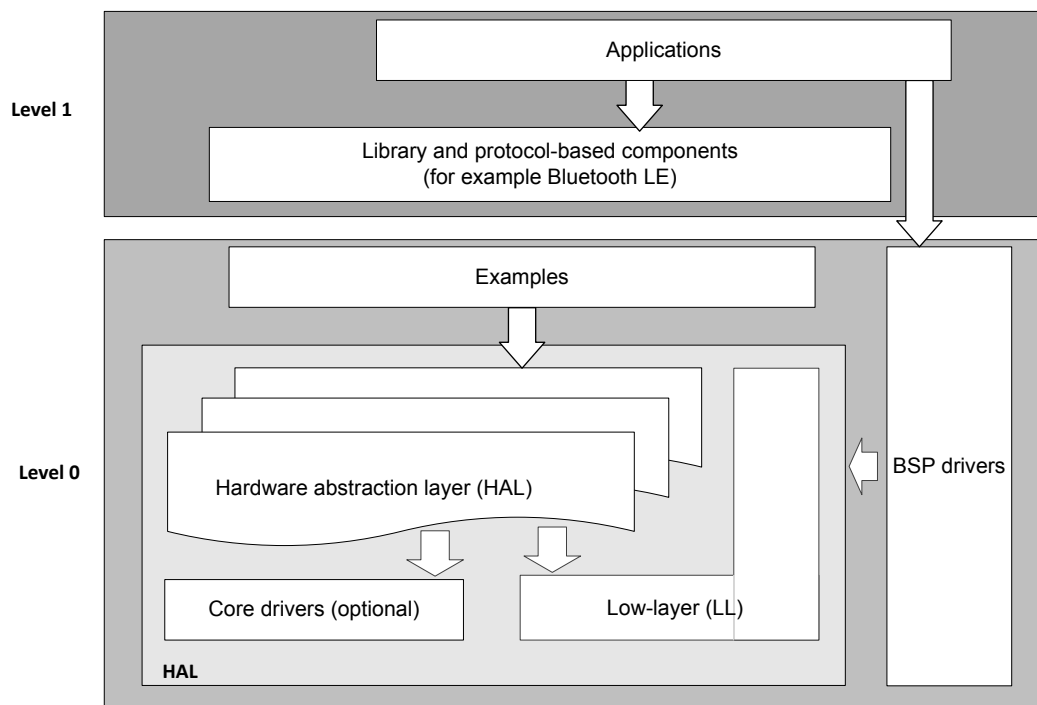 Applications
Level 1
Library and protocol-based components
(for example Bluetooth LE)
Examples
Level 0
BSP drivers
Hardware abstraction layer (HAL)
Core drivers (optional)
Low-layer (LL)
HAL